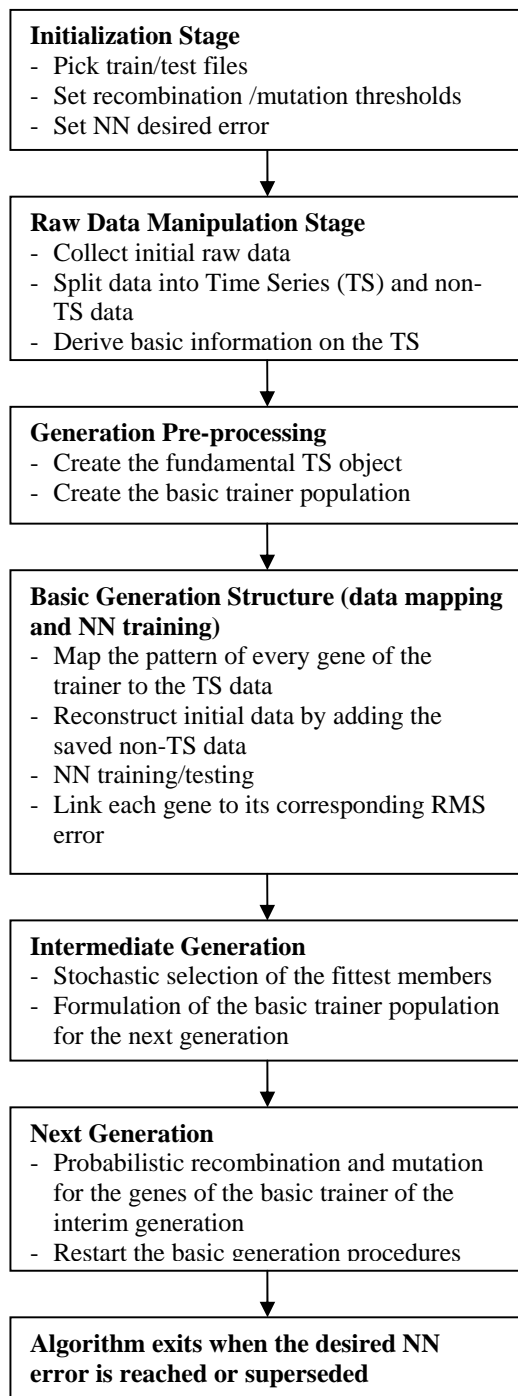 Initialization Stage
- Pick train/test files
- Set recombination /mutation thresholds
- Set NN desired error
Raw Data Manipulation Stage
- Collect initial raw data
- Split data into Time Series (TS) and non-
TS data
- Derive basic information on the TS
Generation Pre-processing
- Create the fundamental TS object
- Create the basic trainer population
Basic Generation Structure (data mapping
and NN training)
- Map the pattern of every gene of the
trainer to the TS data
- Reconstruct initial data by adding the
saved non-TS data
- NN training/testing
- Link each gene to its corresponding RMS
error
Intermediate Generation
- Stochastic selection of the fittest members
- Formulation of the basic trainer population
for the next generation
Next Generation
- Probabilistic recombination and mutation
for the genes of the basic trainer of the
interim generation
- Restart the basic generation procedures
Algorithm exits when the desired NN
error is reached or superseded